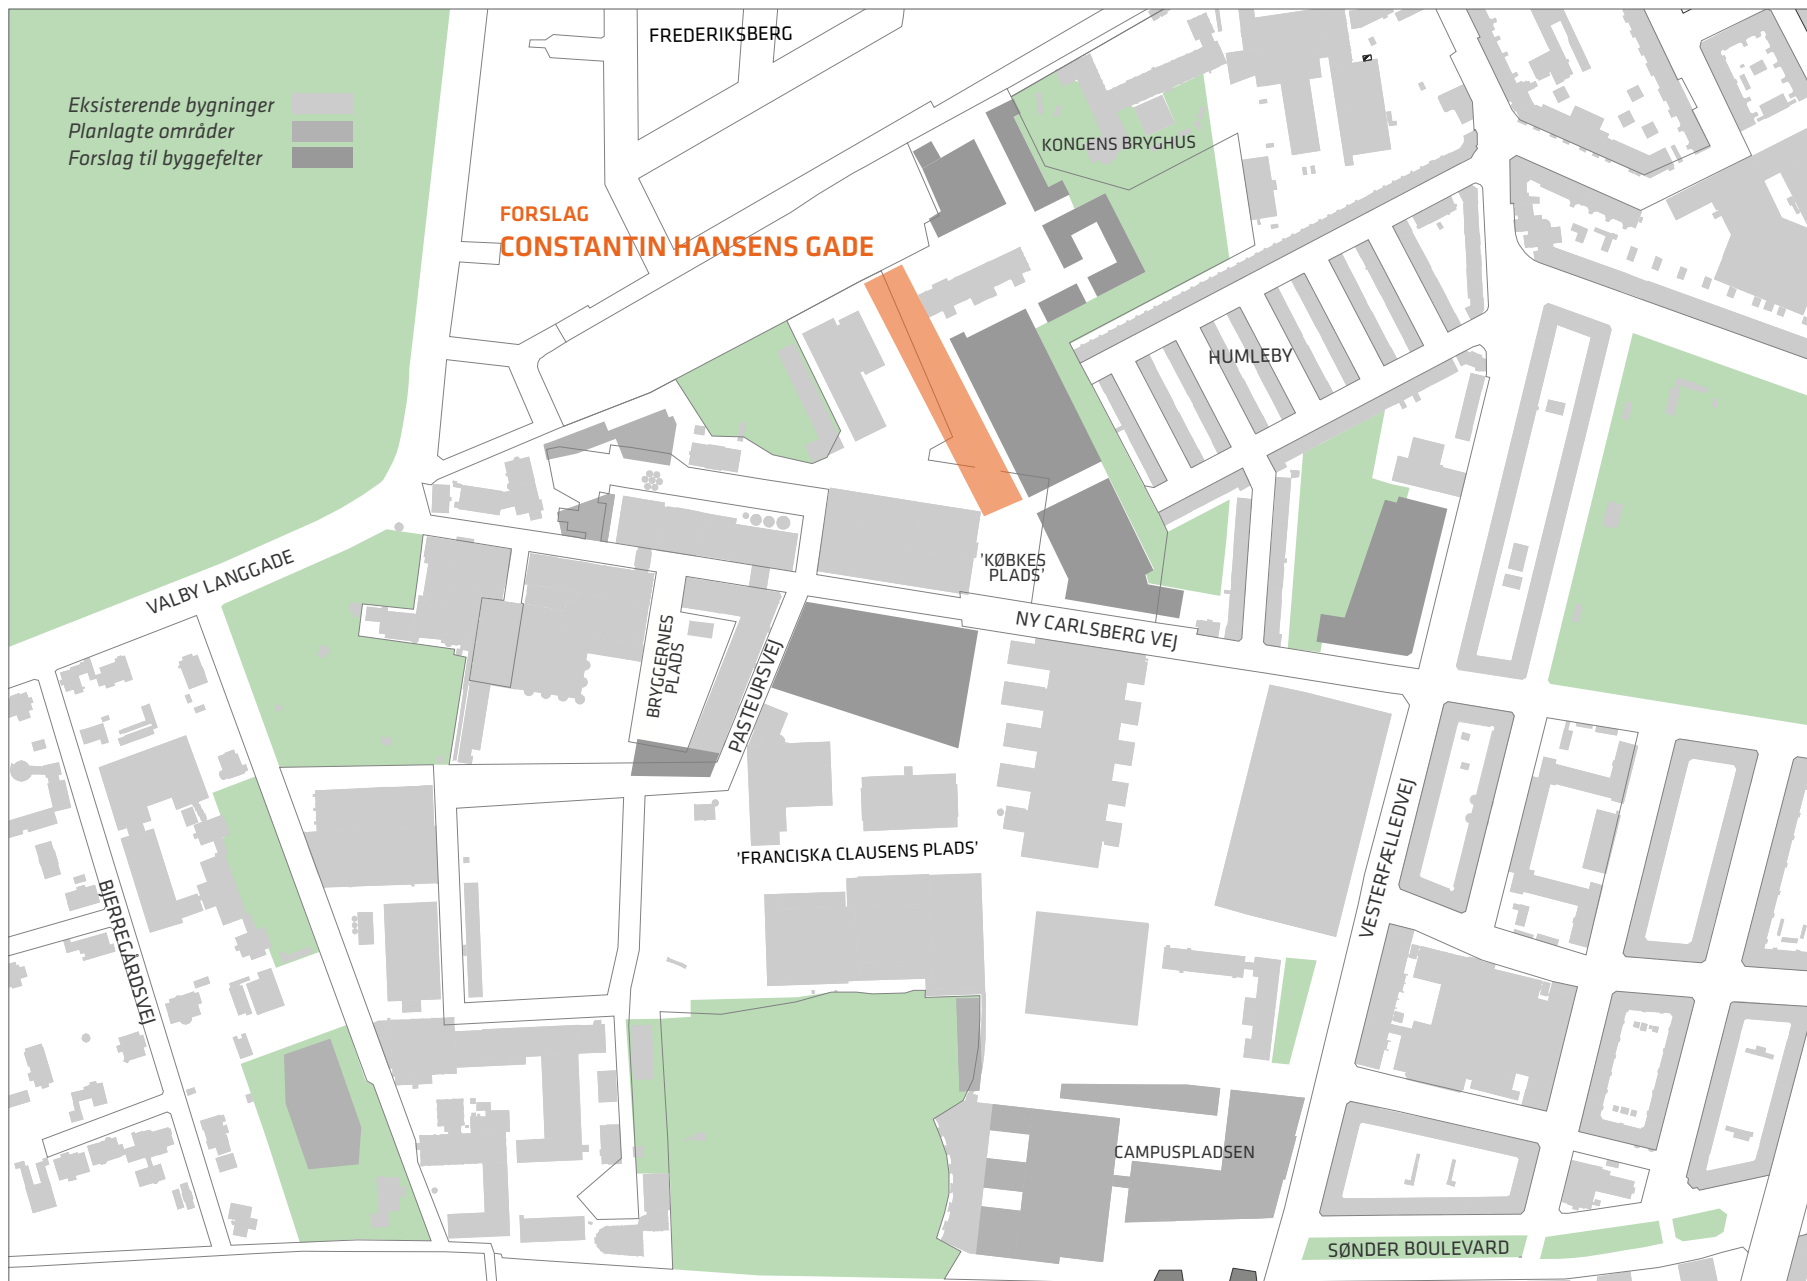 FREDERIKSBERG
Eksisterende bygninger
Planlagte områder
Forslag til byggefelter
KONGENS BRYGHUS
FORSLAG
CONSTANTIN HANSENS GADE
HUMLEBY
VALBY LANGGADE
'KØBKES
PLADS'
NY CARLSBERG VEJ
BRYGGERNES
PLADS
PASTEURSVEJ
VESTERFÆLLEDVEJ
'FRANCISKA CLAUSENS PLADS'
BJERREGÅRDSVEJ
CAMPUSPLADSEN
SØNDER BOULEVARD